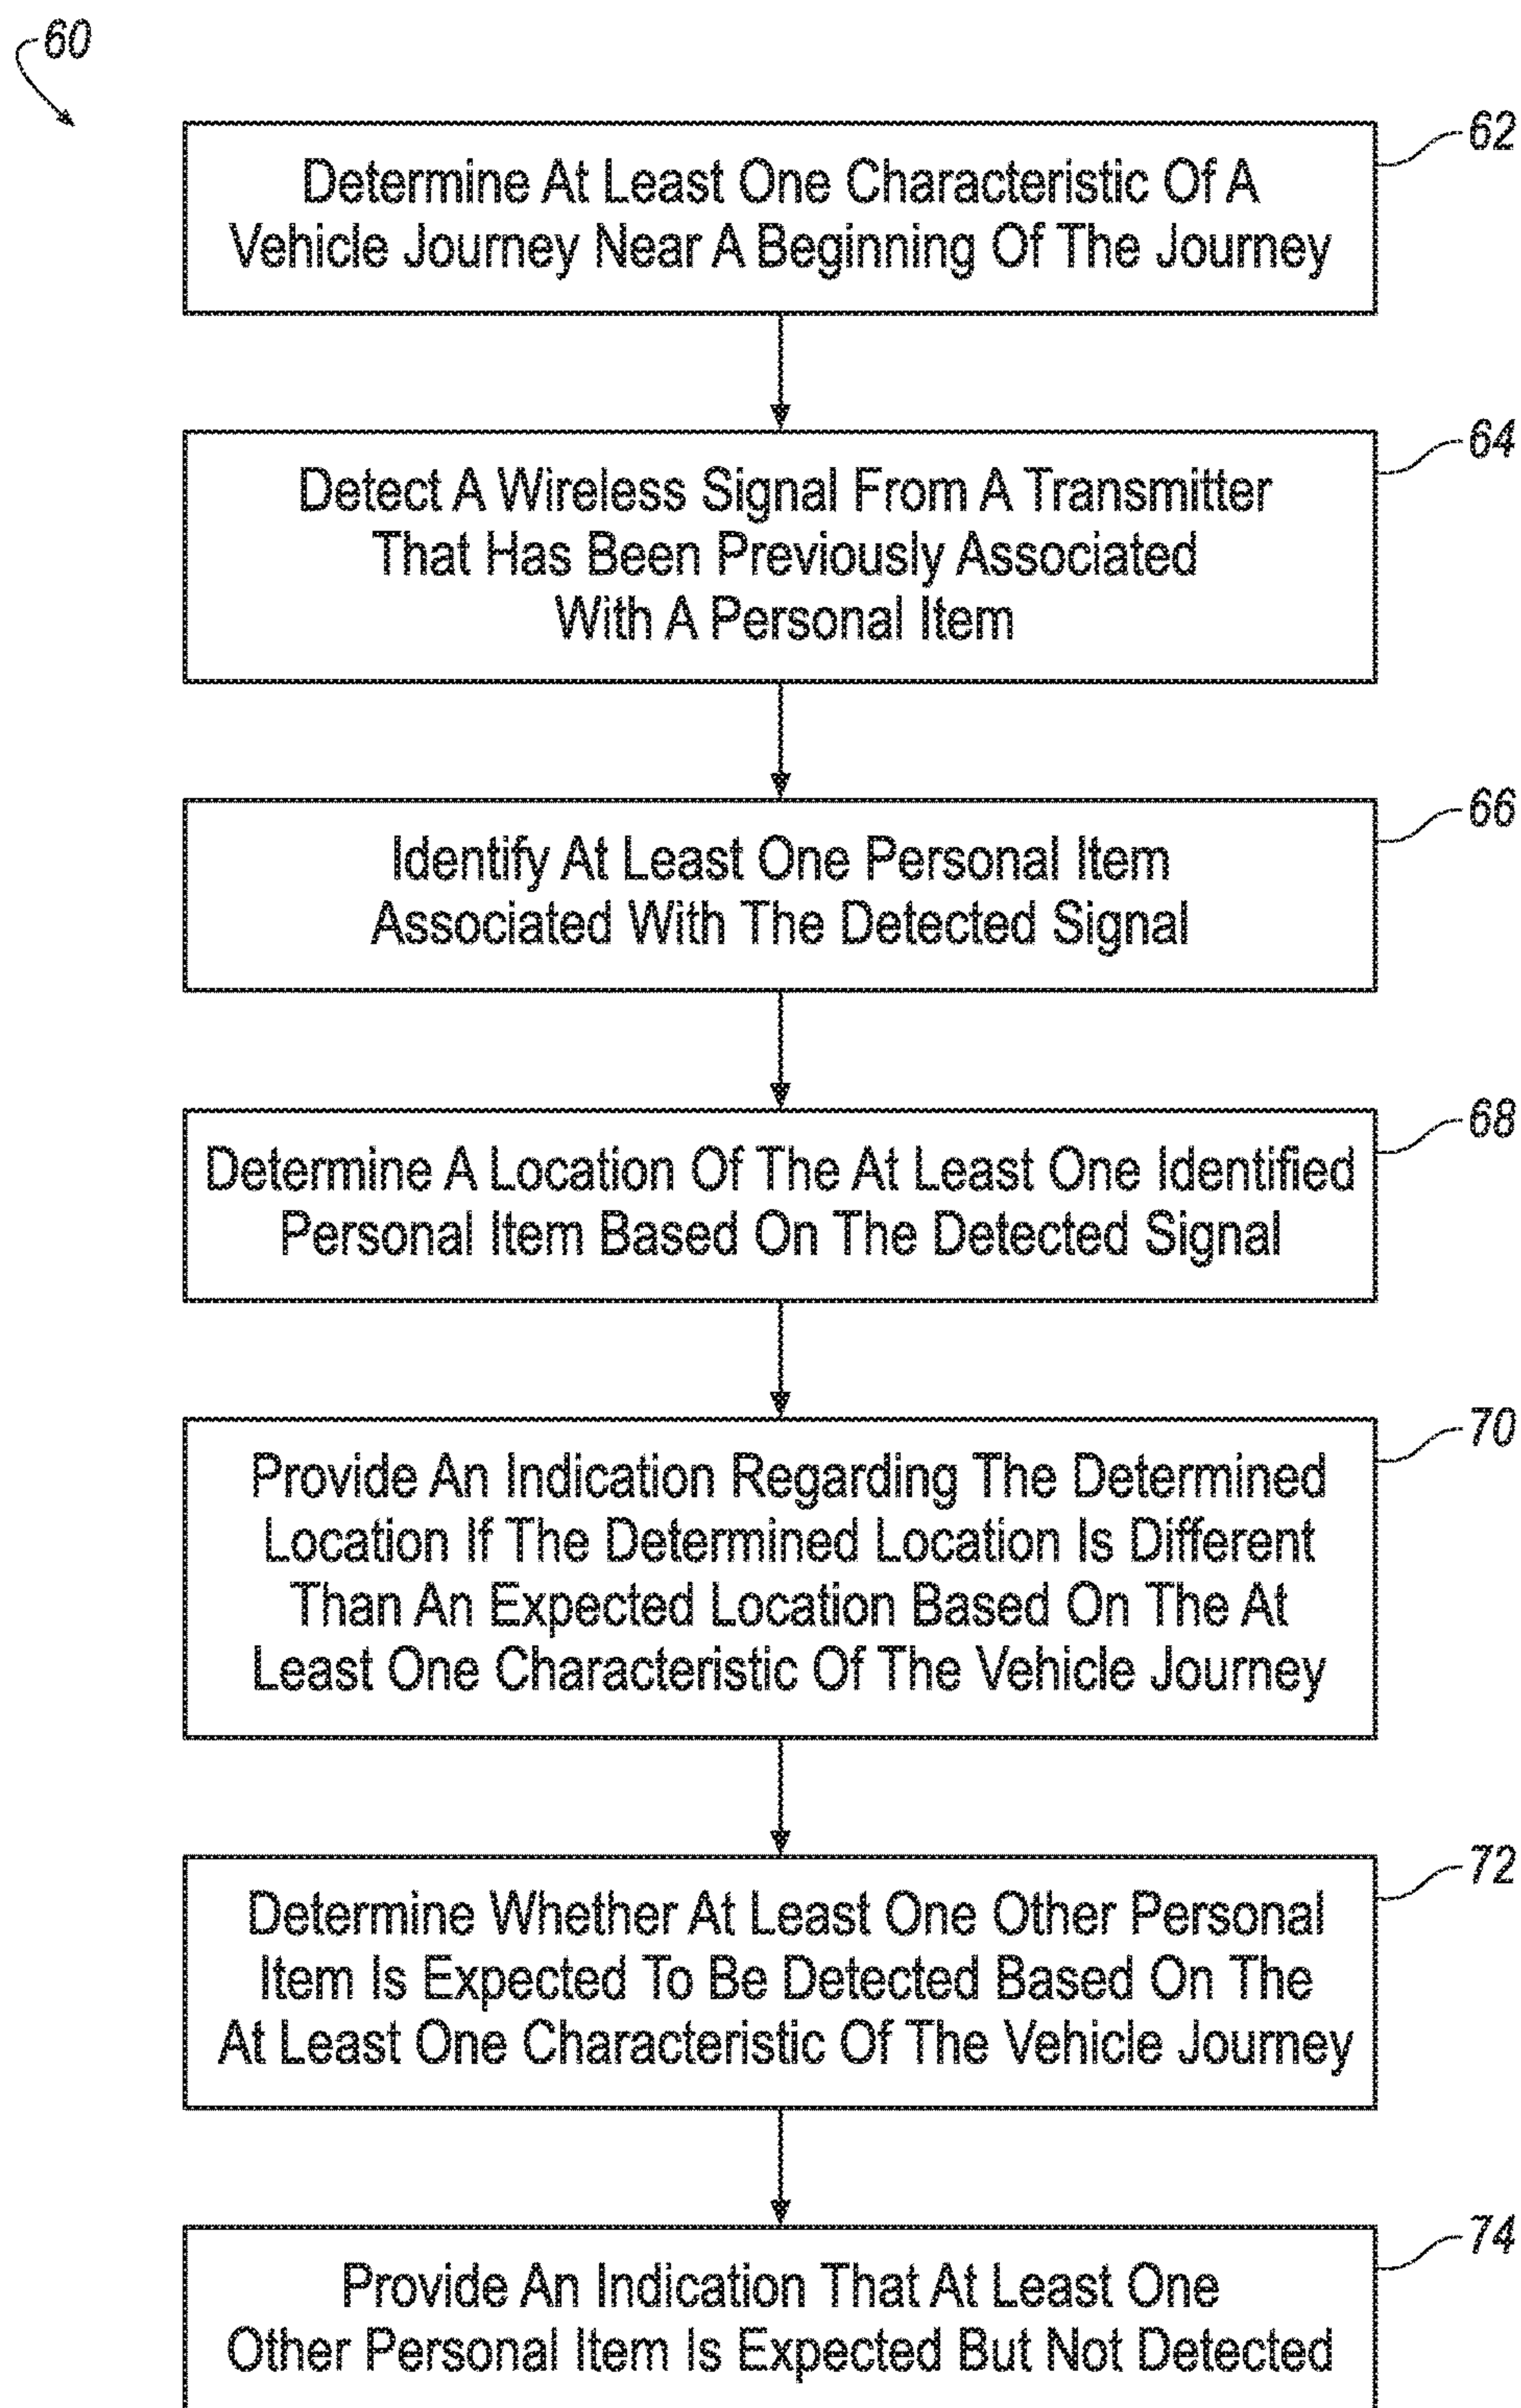 60
62
Determine At Least One Characteristic Of A
Vehicle Journey Near A Beginning Of The Journey
64
Detect A Wireless Signal From A Transmitter
That Has Been Previously Associated
With A Personal Item
66
Identify At Least One Personal Item
Associated With The Detected Signal
68
Determine A Location Of The At Least One Identified
Personal Item Based On The Detected Signal
70
Provide An Indication Regarding The Determined
Location If The Determined Location Is Different
Than An Expected Location Based On The At
Least One Characteristic Of The Vehicle Journey
72
Determine Whether At Least One Other Personal
Item Is Expected To Be Detected Based On The
At Least One Characteristic Of The Vehicle Journey
74
Provide An Indication That At Least One
Other Personal Item Is Expected But Not Detected